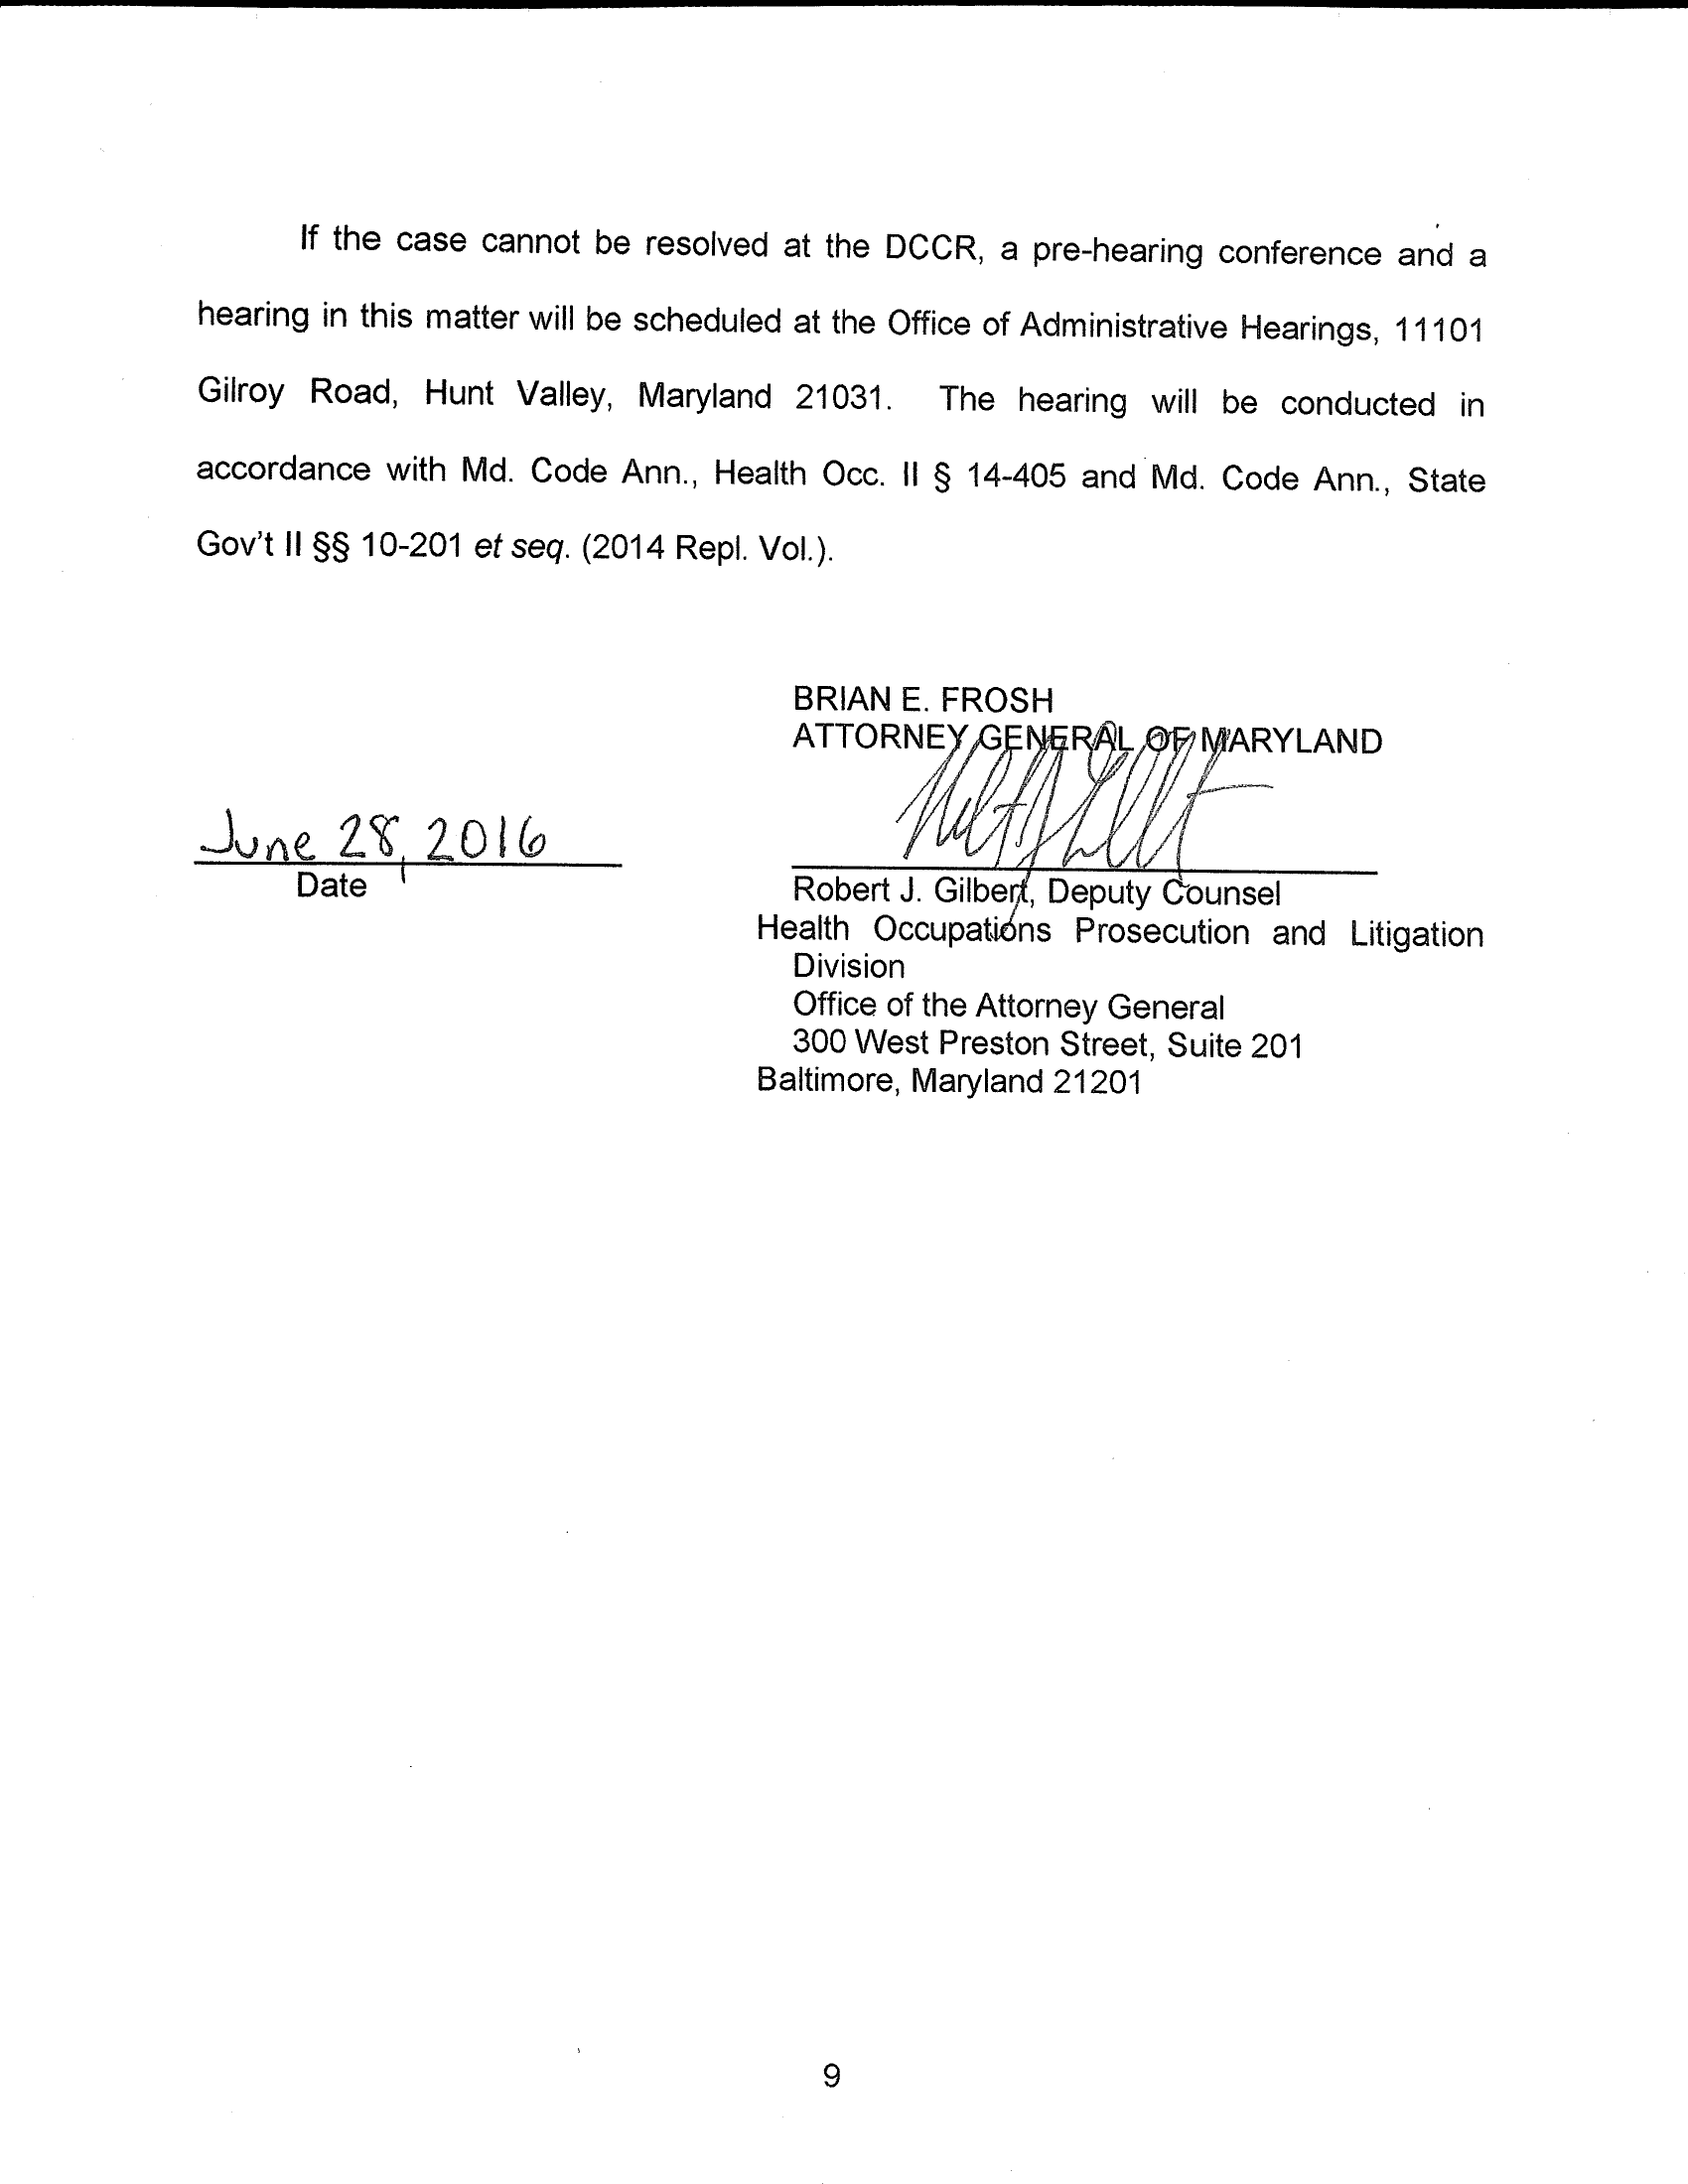 If the case cannot be resolved at the DCCR, a pre-hearing conference and a
hearing in this matter will be scheduled at the Office of Administrative Hearings, 11101
Gilroy Road, Hunt Valley, Maryland 21031. The hearing will be conducted in
accordance with Md. Code Ann., Health Occ. II § 14-405 and Md. Code Ann., State
Gov't II §§ 10-201 et seq. (2014 Repl. Vol.).
BRIAN E. FROSH
ATTORNEY GENERAL OF MARYLAND
June 28, 2016
Date
Robert J. Gilbert, Deputy Counsel
Health Occupations Prosecution and Litigation
Division
Office of the Attorney General
300 West Preston Street, Suite 201
Baltimore, Maryland 21201
9